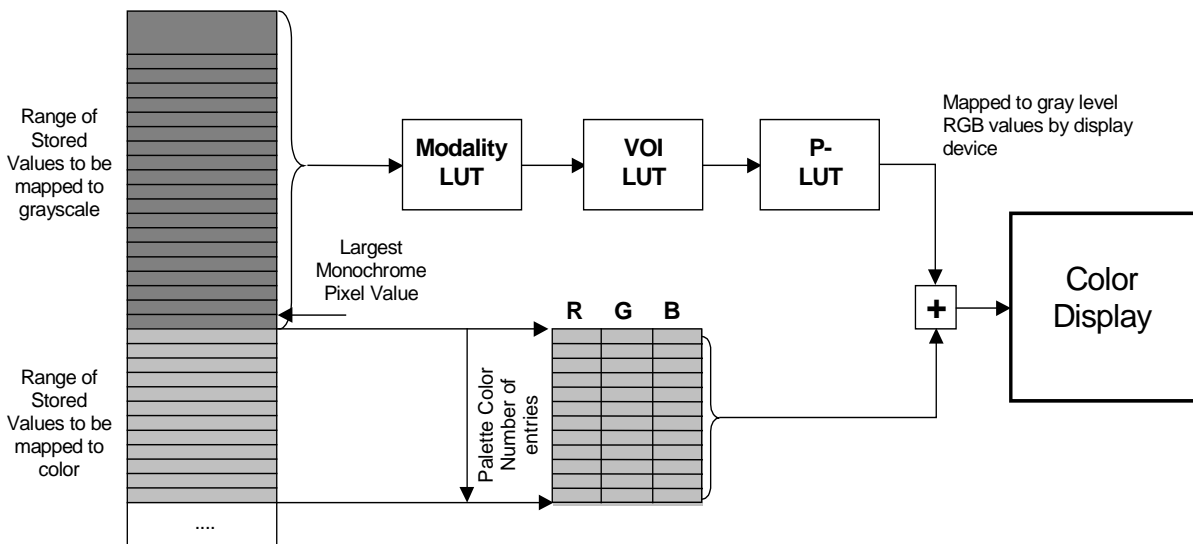 Range of
Stored
Values to be
mapped to
grayscale
Modality
LUT
VOI
LUT
P-
LUT
Mapped to gray level
RGB values by display
device
Largest
Monochrome
Pixel Value
R G B
+
Color
Display
Range of
Stored
Values to be
mapped to
color
Palette Color
Number of
entries
....